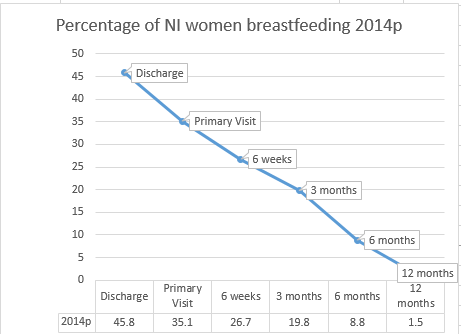 Percentage of NI women breastfeeding 2014p
50
45
40
35
30
25
20
15
10
5
0
Discharge
Primary Visit
6 weeks
3 months
6 months
12 months
Discharge
Primary
Visit
6 weeks
3 months
6 months
12
months
2014p 45.8 35.1 26.7 19.8 8.8 1.5